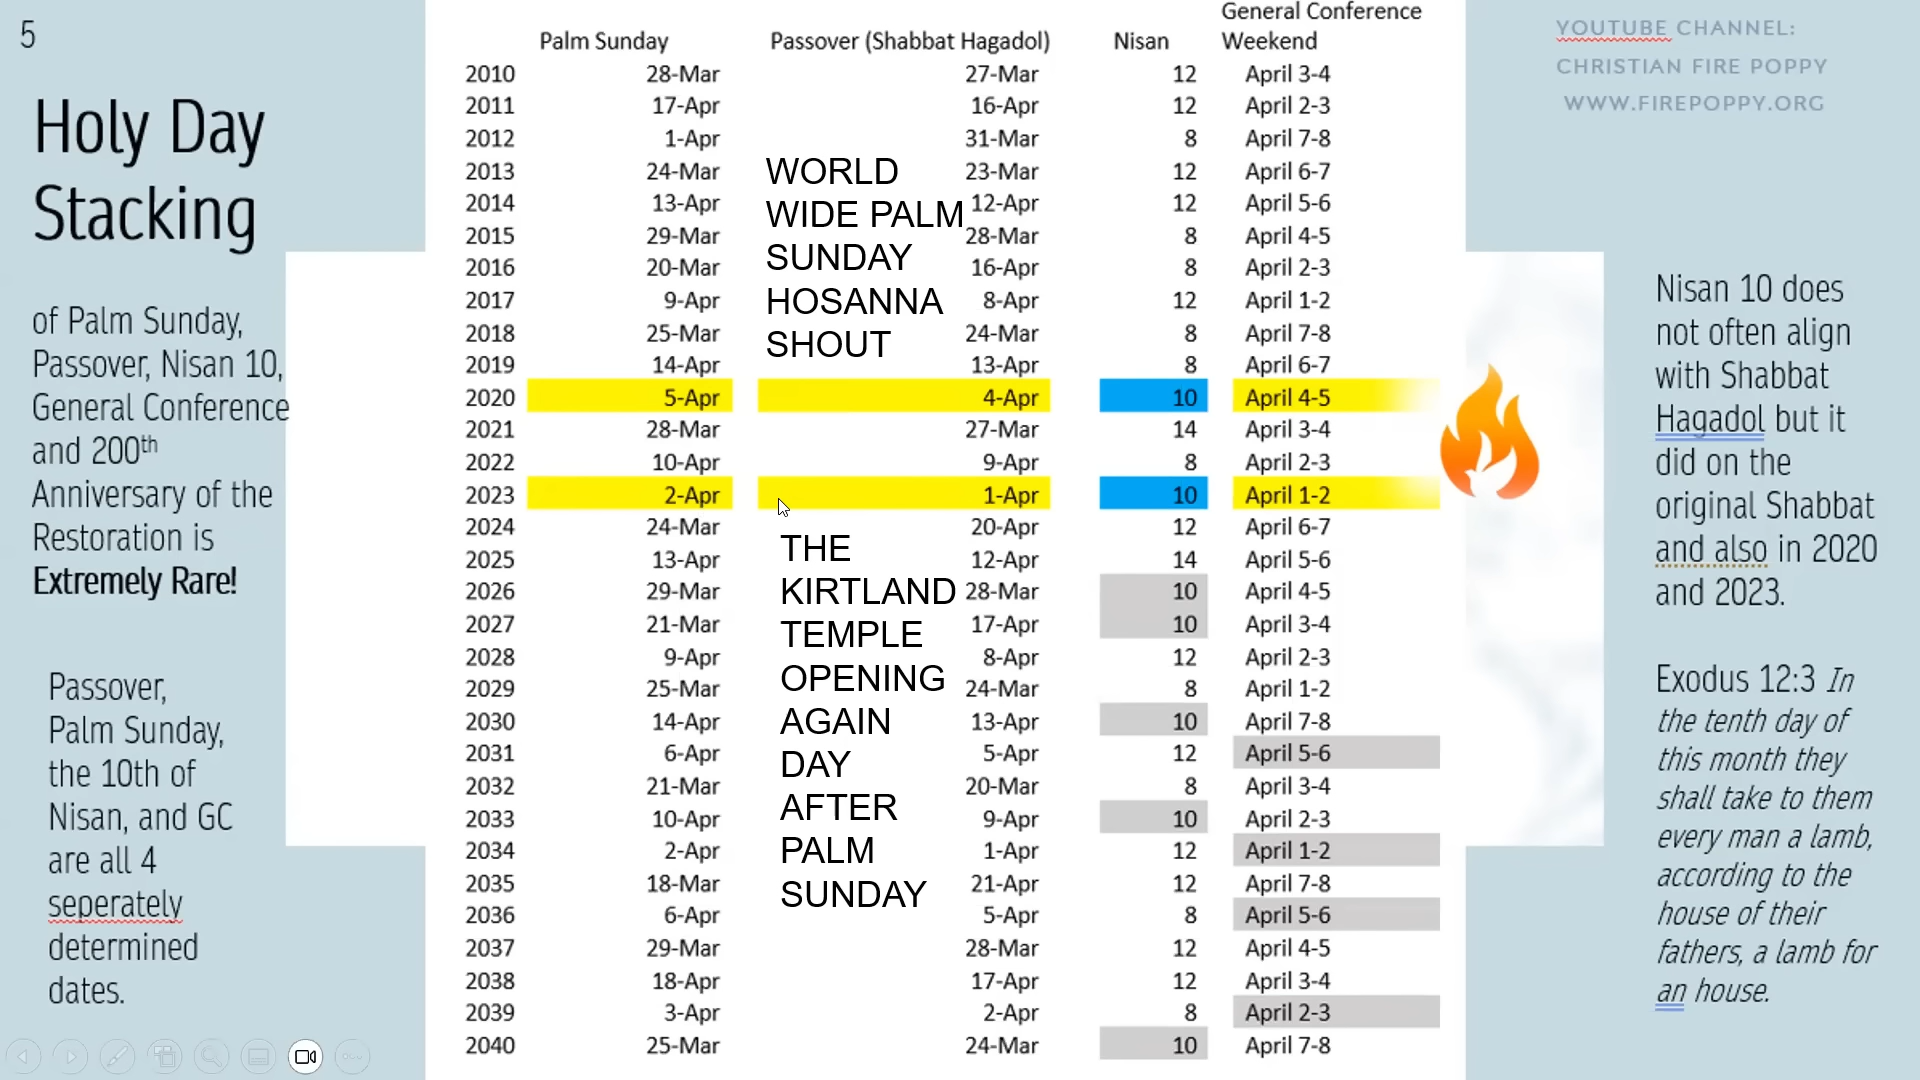 5
Holy Day
Stacking
of Palm Sunday,
Passover, Nisan 10,
General Conference
and 200th
Anniversary of the
Restoration is
Extremely Rare!
Passover,
Palm Sunday,
the 10th of
Nisan, and GC
are all 4
seperately
determined
dates.
General Conference
Palm Sunday Passover (Shabbat Hagadol) Nisan Weekend
2010 28-Mar 27-Mar 12 April 3-4
2011 17-Apr 16-Apr 12 April 2-3
2012 1-Apr 31-Mar 8 April 7-8
2013 24-Mar 23-Mar 12 April 6-7
2014 13-Apr 12-Apr 12 April 5-6
2015 29-Mar 28-Mar 8 April 4-5
2016 20-Mar 16-Apr 8 April 2-3
2017 9-Apr 8-Apr 12 April 1-2
2018 25-Mar 24-Mar 8 April 7-8
2019 14-Apr 13-Apr 8 April 6-7
2020 5-Apr 4-Apr 10 April 4-5
2021 28-Mar 27-Mar 14 April 3-4
2022 10-Apr 9-Apr 8 April 2-3
2023 2-Apr 1-Apr 10 April 1-2
2024 24-Mar 20-Apr 12 April 6-7
2025 13-Apr 12-Apr 14 April 5-6
2026 29-Mar 28-Mar 10 April 4-5
2027 21-Mar 17-Apr 10 April 3-4
2028 9-Apr 8-Apr 12 April 2-3
2029 25-Mar 24-Mar 8 April 1-2
2030 14-Apr 13-Apr 10 April 7-8
2031 6-Apr 5-Apr 12 April 5-6
2032 21-Mar 20-Mar 8 April 3-4
2033 10-Apr 9-Apr 10 April 2-3
2034 2-Apr 1-Apr 12 April 1-2
2035 18-Mar 21-Apr 12 April 7-8
2036 6-Apr 5-Apr 8 April 5-6
2037 29-Mar 28-Mar 12 April 4-5
2038 18-Apr 17-Apr 12 April 3-4
2039 3-Apr 2-Apr 8 April 2-3
2040 25-Mar 24-Mar 10 April 7-8
WORLD
WIDE PALM
SUNDAY
HOSANNA
SHOUT
THE
KIRTLAND
TEMPLE
OPENING
AGAIN
DAY
AFTER
PALM
SUNDAY
YOUTUBE CHANNEL:
CHRISTIAN FIRE POPPY
WWW.FIREPOPPY.ORG
Nisan 10 does
not often align
with Shabbat
Hagadol but it
did on the
original Shabbat
and also in 2020
and 2023.
Exodus 12:3 In
the tenth day of
this month they
shall take to them
every man a lamb,
according to the
house of their
fathers, a lamb for
an house.